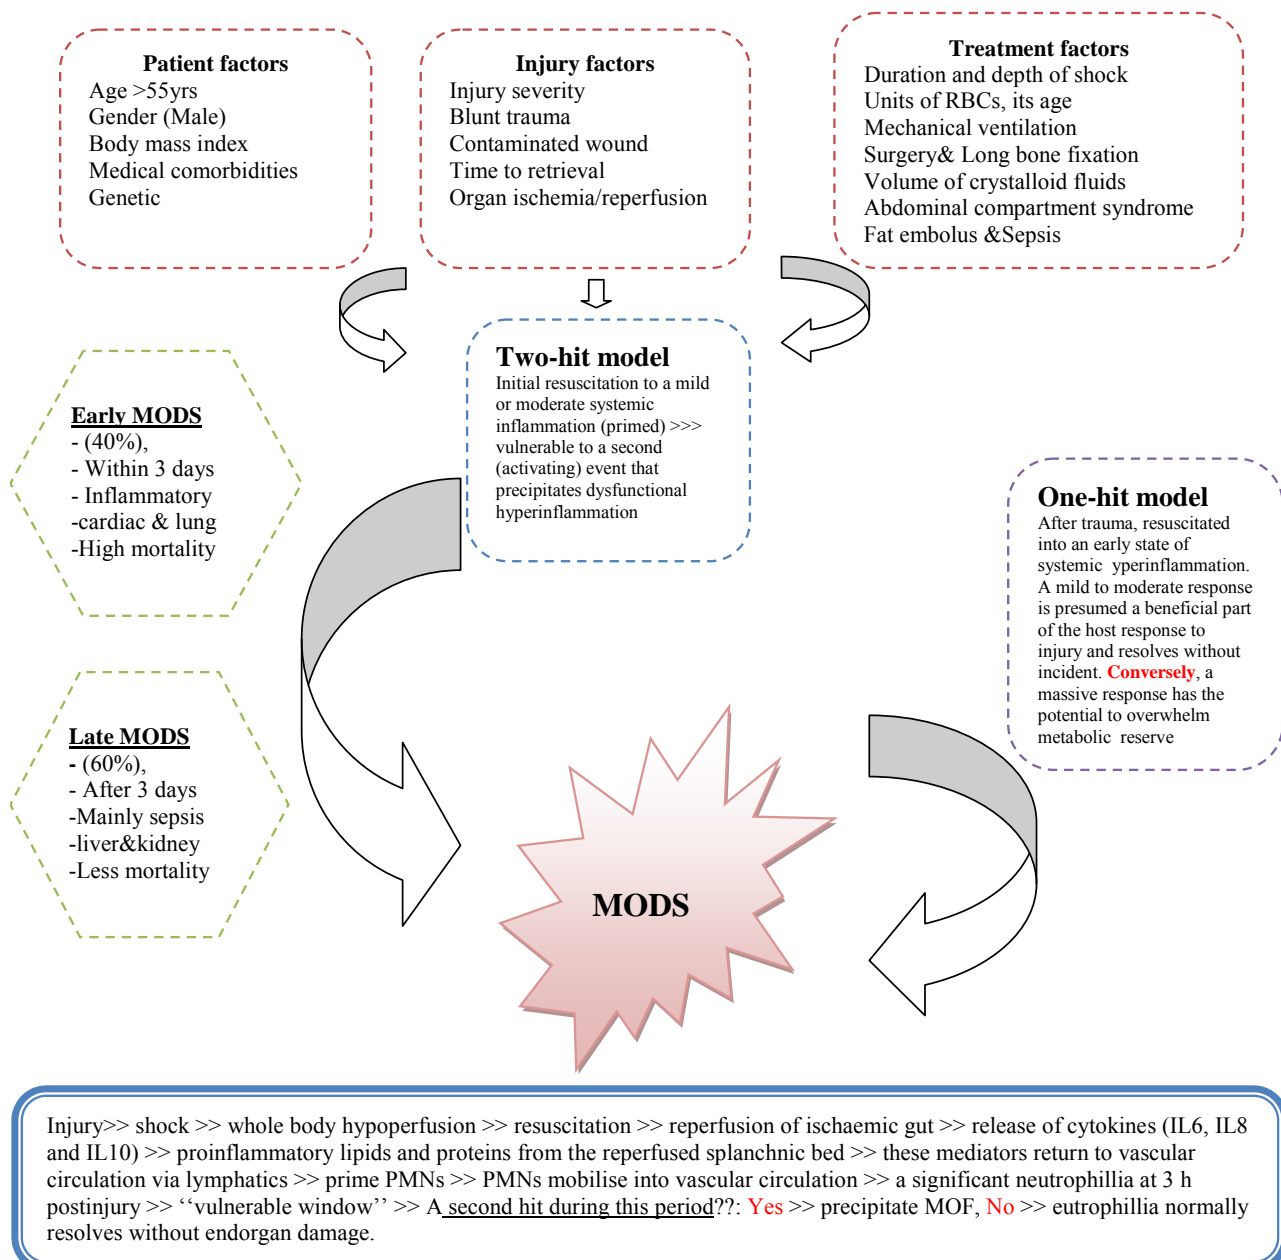 Patient factors
Age >55yrs
Gender (Male)
Body mass index
Medical comorbidities
Genetic
Injury factors
Injury severity
Blunt trauma
Contaminated wound
Time to retrieval
Organ ischemia/reperfusion
Treatment factors
Duration and depth of shock
Units of RBCs, its age
Mechanical ventilation
Surgery& Long bone fixation
Volume of crystalloid fluids
Abdominal compartment syndrome
Fat embolus &Sepsis
Two-hit model
Initial resuscitation to a mild
or moderate systemic
inflammation (primed) >>>
vulnerable to a second
(activating) event that
precipitates dysfunctional
hyperinflammation
Early MODS
- (40%),
- Within 3 days
- Inflammatory
-cardiac & lung
-High mortality
One-hit model
After trauma, resuscitated
into an early state of
systemic yperinflammation.
A mild to moderate response
is presumed a beneficial part
of the host response to
injury and resolves without
incident. Conversely, a
massive response has the
potential to overwhelm
metabolic reserve
Late MODS
- (60%),
- After 3 days
-Mainly sepsis
-liver&kidney
-Less mortality
MODS
Injury>> shock >> whole body hypoperfusion >> resuscitation >> reperfusion of ischaemic gut >> release of cytokines (IL6, IL8
and IL10) >> proinflammatory lipids and proteins from the reperfused splanchnic bed >> these mediators return to vascular
circulation via lymphatics >> prime PMNs >> PMNs mobilise into vascular circulation >> a significant neutrophillia at 3 h
postinjury >> ‘‘vulnerable window’’ >> A second hit during this period??: Yes >> precipitate MOF, No >> eutrophillia normally
resolves without endorgan damage.